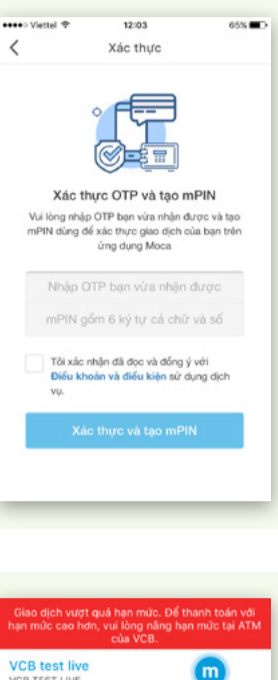 Viettel 12:03 65%
Xác thực
Xác thực OTP và tạo mPIN
Vui lòng nhập OTP bạn vừa nhận được và tạo
mPIN dùng để xác thực giao dịch của bạn trên
ứng dụng Moca
Nhập OTP bạn vừa nhận được
mPIN gồm 6 ký tự cả chữ và số
Tôi xác nhận đã đọc và đồng ý với
Điều khoản và điều kiện sử dụng dịch
vụ.
Xác thực và tạo mPIN
Giao dịch vượt quá hạn mức. Để thanh toán với
hạn mức cao hơn, vui lòng nâng hạn mức tại ATM
của VCB.
VCB test live
m
VCB TEST LIVE